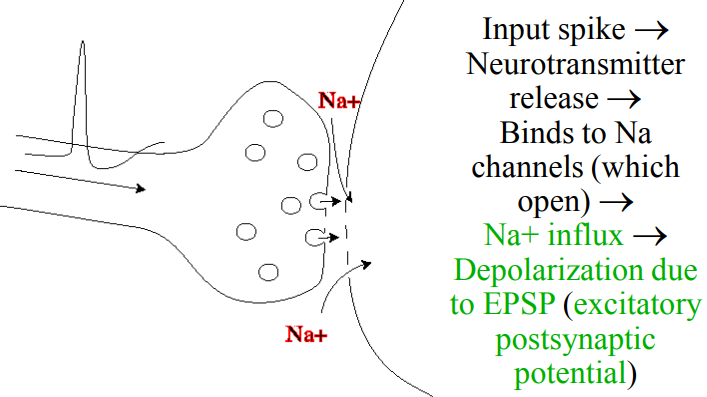 Input spike →
Neurotransmitter
release →
Binds to Na
channels (which
open) →
Na+ influx →
Depolarization due
to EPSP (excitatory
postsynaptic
potential)
Na+
Na+